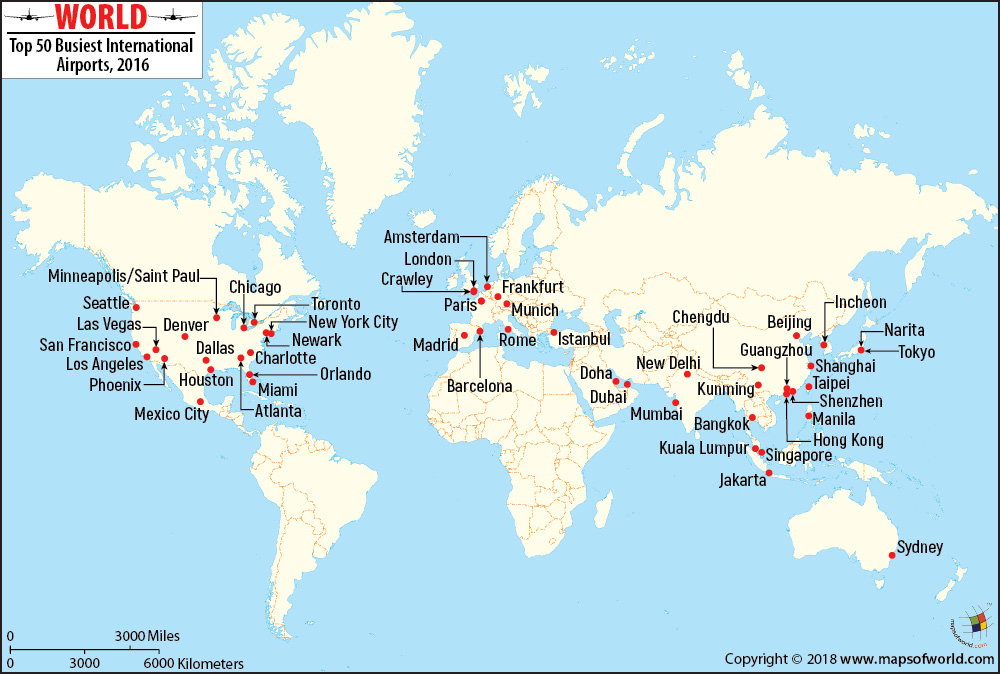 WORLD
Top 50 Busiest International
Airports, 2016
Amsterdam
London
Crawley
Minneapolis/Saint Paul
Chicago
Frankfurt
Seattle
Toronto
Paris
Munich
Incheon
Las Vegas
Denver
New York City
Chengdu
Beijing
Narita
San Francisco
Newark
Madrid
Rome
Istanbul
Guangzhou
Tokyo
Los Angeles
Dallas
Charlotte
New Delhi
Shanghai
Phoenix
Houston
Orlando
Barcelona
Doha
Kunming
Taipei
Miami
Dubai
Shenzhen
Mexico City
Atlanta
Mumbai
Bangkok
Manila
Hong Kong
Kuala Lumpur
Singapore
Jakarta
Sydney
0 3000 Miles
0 3000 6000 Kilometers
mapsofworld.com
Copyright © 2018 www.mapsofworld.com